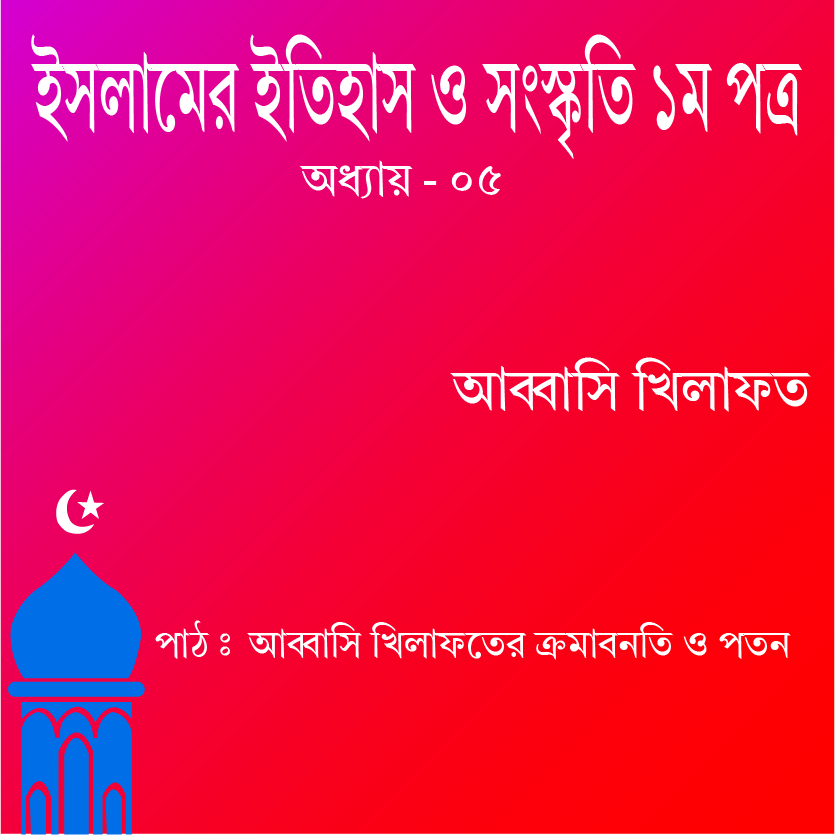 ইসলামের ইতিহাস ও সংস্কৃতি ১ম পত্র
অধ্যায় - ০৫
আব্বাসি খিলাফত
পাঠ ঃ আব্বাসি খিলাফতের ক্রমাবনতি ও পতন